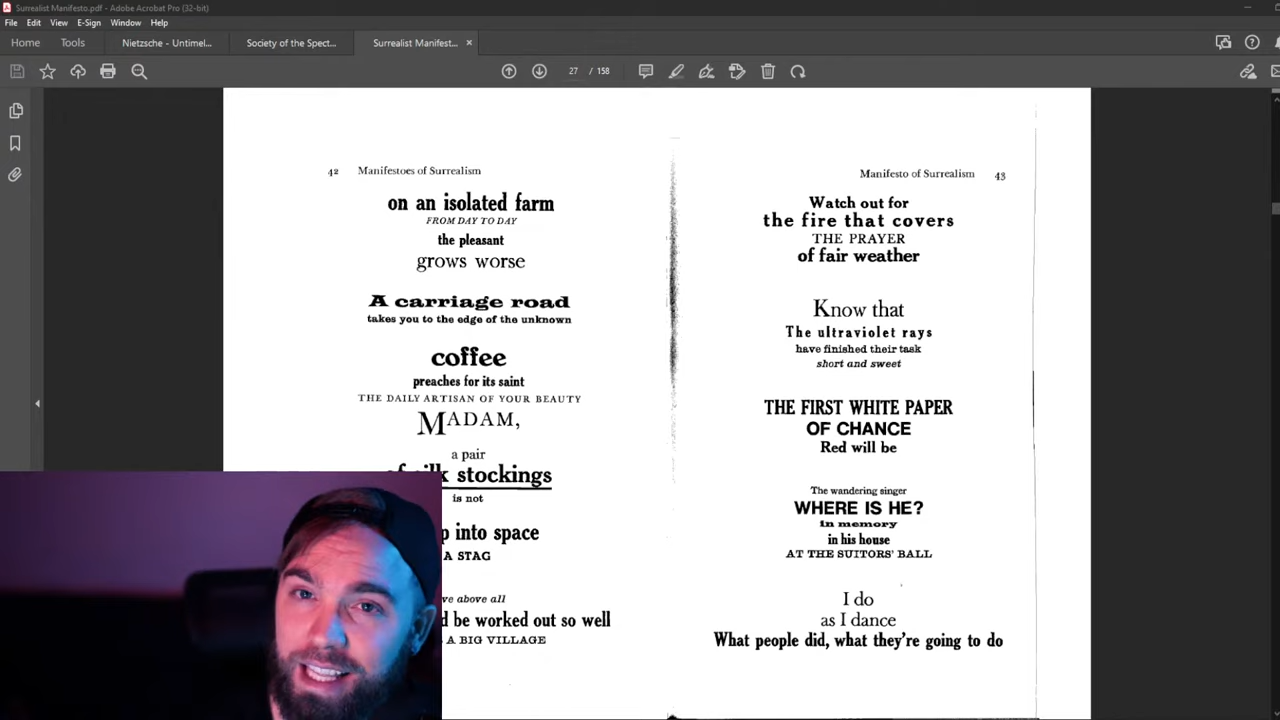 Surrealist Manifesto.pdf - Adobe Acrobat Pro (32-bit)
File Edit View E-Sign Window Help
Home Tools Nietzsche - Untimel... Society of the Spect... Surrealist Manifest... ×
27 / 158
42 Manifestoes of Surrealism
on an isolated farm
FROM DAY TO DAY
the pleasant
grows worse
A carriage road
takes you to the edge of the unknown
coffee
preaches for its saint
THE DAILY ARTISAN OF YOUR BEAUTY
MADAM,
a pair
silk stockings
is not
into space
A STAG
above all
be worked out so well
A BIG VILLAGE
Manifesto of Surrealism 43
Watch out for
the fire that covers
THE PRAYER
of fair weather
Know that
The ultraviolet rays
have finished their task
short and sweet
THE FIRST WHITE PAPER
OF CHANCE
Red will be
The wandering singer
WHERE IS HE?
in memory
in his house
AT THE SUITORS' BALL
I do
as I dance
What people did, what they're going to do